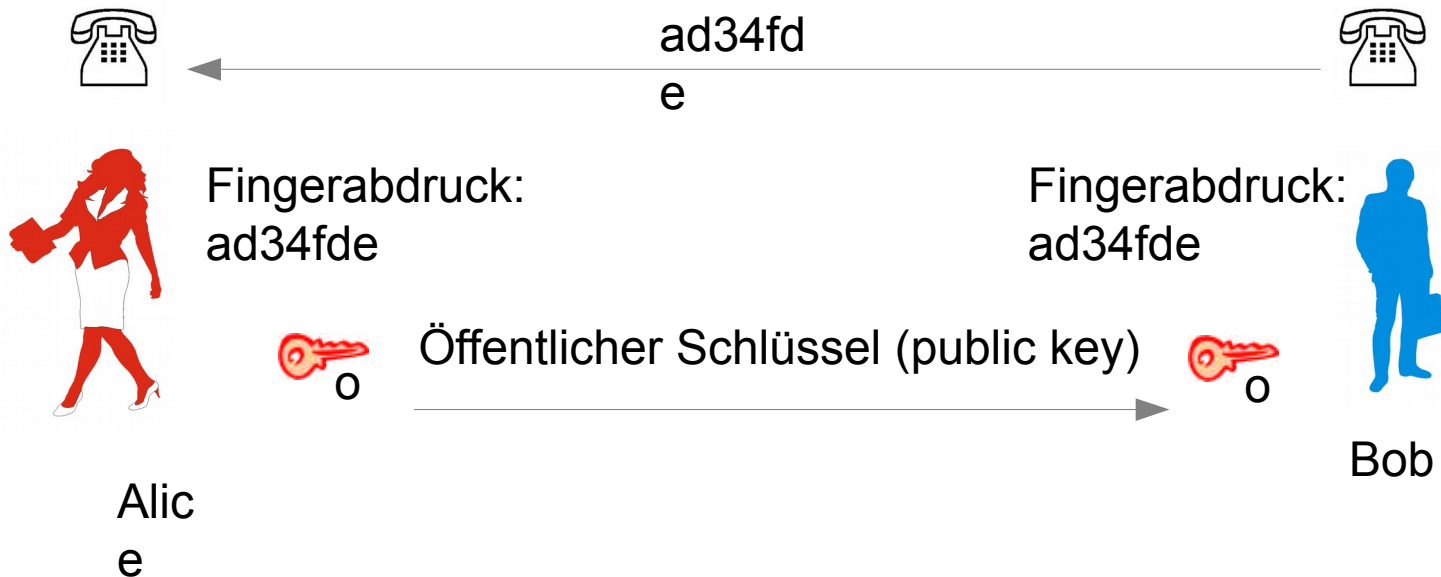 ad34fd
e
Fingerabdruck:
ad34fde
Fingerabdruck:
ad34fde
Öffentlicher Schlüssel (public key)
o
o
Bob
Alic
e